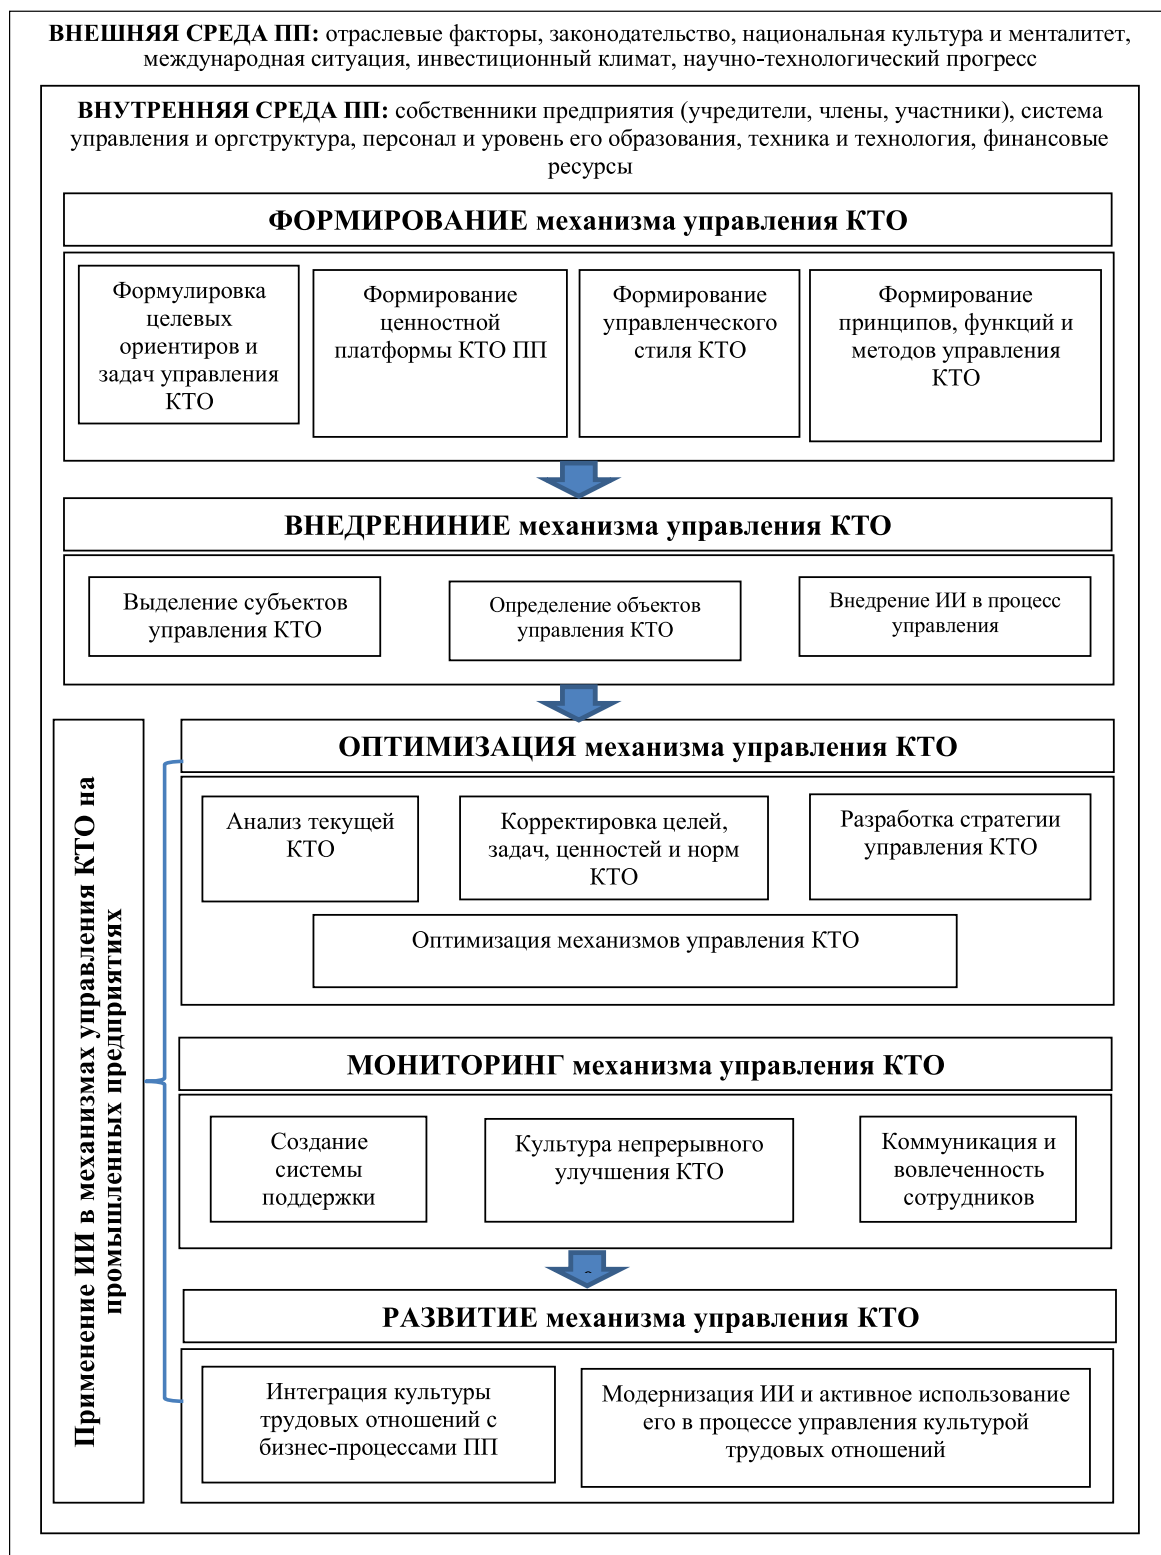 ВНЕШНЯЯ СРЕДА ПП: отраслевые факторы, законодательство, национальная культура и менталитет,
международная ситуация, инвестиционный климат, научно-технологический прогресс
ВНУТРЕННЯЯ СРЕДА ПП: собственники предприятия (учредители, члены, участники), система
управления и оргструктура, персонал и уровень его образования, техника и технология, финансовые
ресурсы
ФОРМИРОВАНИЕ механизма управления КТО
Формулировка
целевых
ориентиров и
задач управления
КТО
Формирование
ценностной
платформы КТО ПП
Формирование
управленческого
стиля КТО
Формирование
принципов, функций и
методов управления
КТО
ВНЕДРЕНИНИЕ механизма управления КТО
Выделение субъектов
управления КТО
Определение объектов
управления КТО
Внедрение ИИ в процесс
управления
Применение ИИ в механизмах управления КТО на
промышленных предприятиях
ОПТИМИЗАЦИЯ механизма управления КТО
Анализ текущей
КТО
Корректировка целей,
задач, ценностей и норм
КТО
Разработка стратегии
управления КТО
Оптимизация механизмов управления КТО
МОНИТОРИНГ механизма управления КТО
Создание
системы
поддержки
Культура непрерывного
улучшения КТО
Коммуникация и
вовлеченность
сотрудников
РАЗВИТИЕ механизма управления КТО
Интеграция культуры
трудовых отношений с
бизнес-процессами ПП
Модернизация ИИ и активное использование
его в процессе управления культурой
трудовых отношений